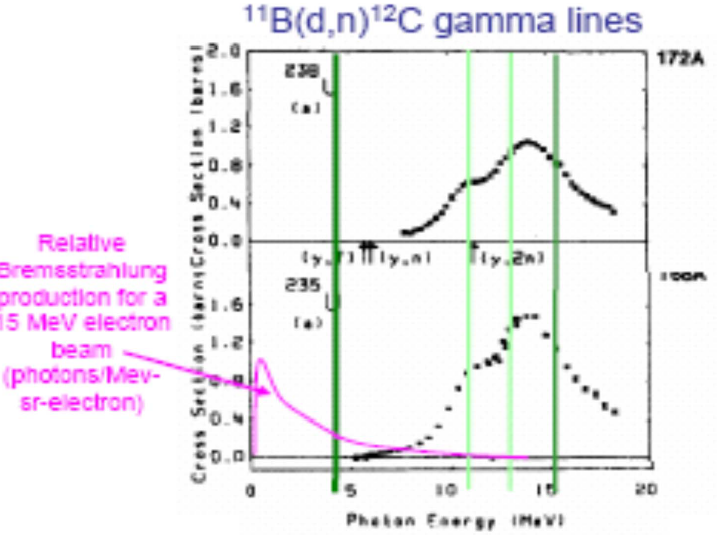 ¹¹B(d,n)¹²C gamma lines
172A
2.0
1.6
1.2
0.8
0.4
0.0
238
(a)
Cross Section (barns)
(γ,f)
(γ,n)
(γ,2n)
235
(a)
1.6
1.2
0.8
0.4
0.0
Cross Section (barns)
Relative
Bremsstrahlung
production for a
15 MeV electron
beam
(photons/Mev-
sr-electron)
0 5 10 15 20
Photon Energy (MeV)